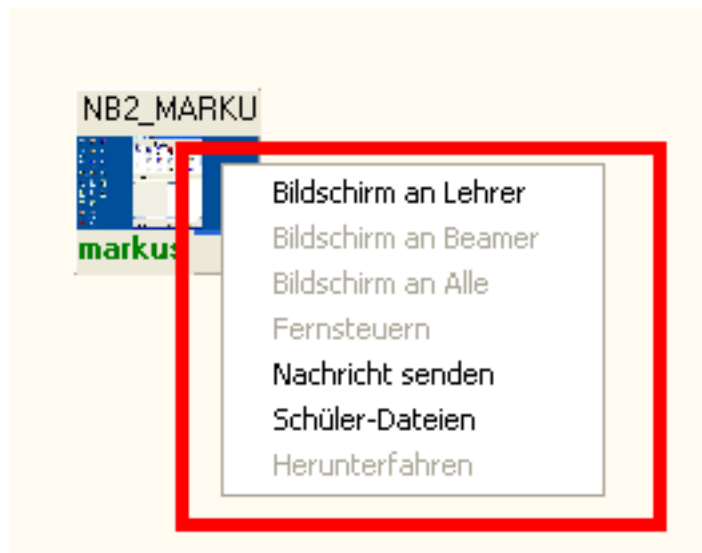 NB2_MARKU
Bildschirm an Lehrer
Bildschirm an Beamer
markus
Bildschirm an Alle
Fernsteuern
Nachricht senden
Schüler-Dateien
Herunterfahren